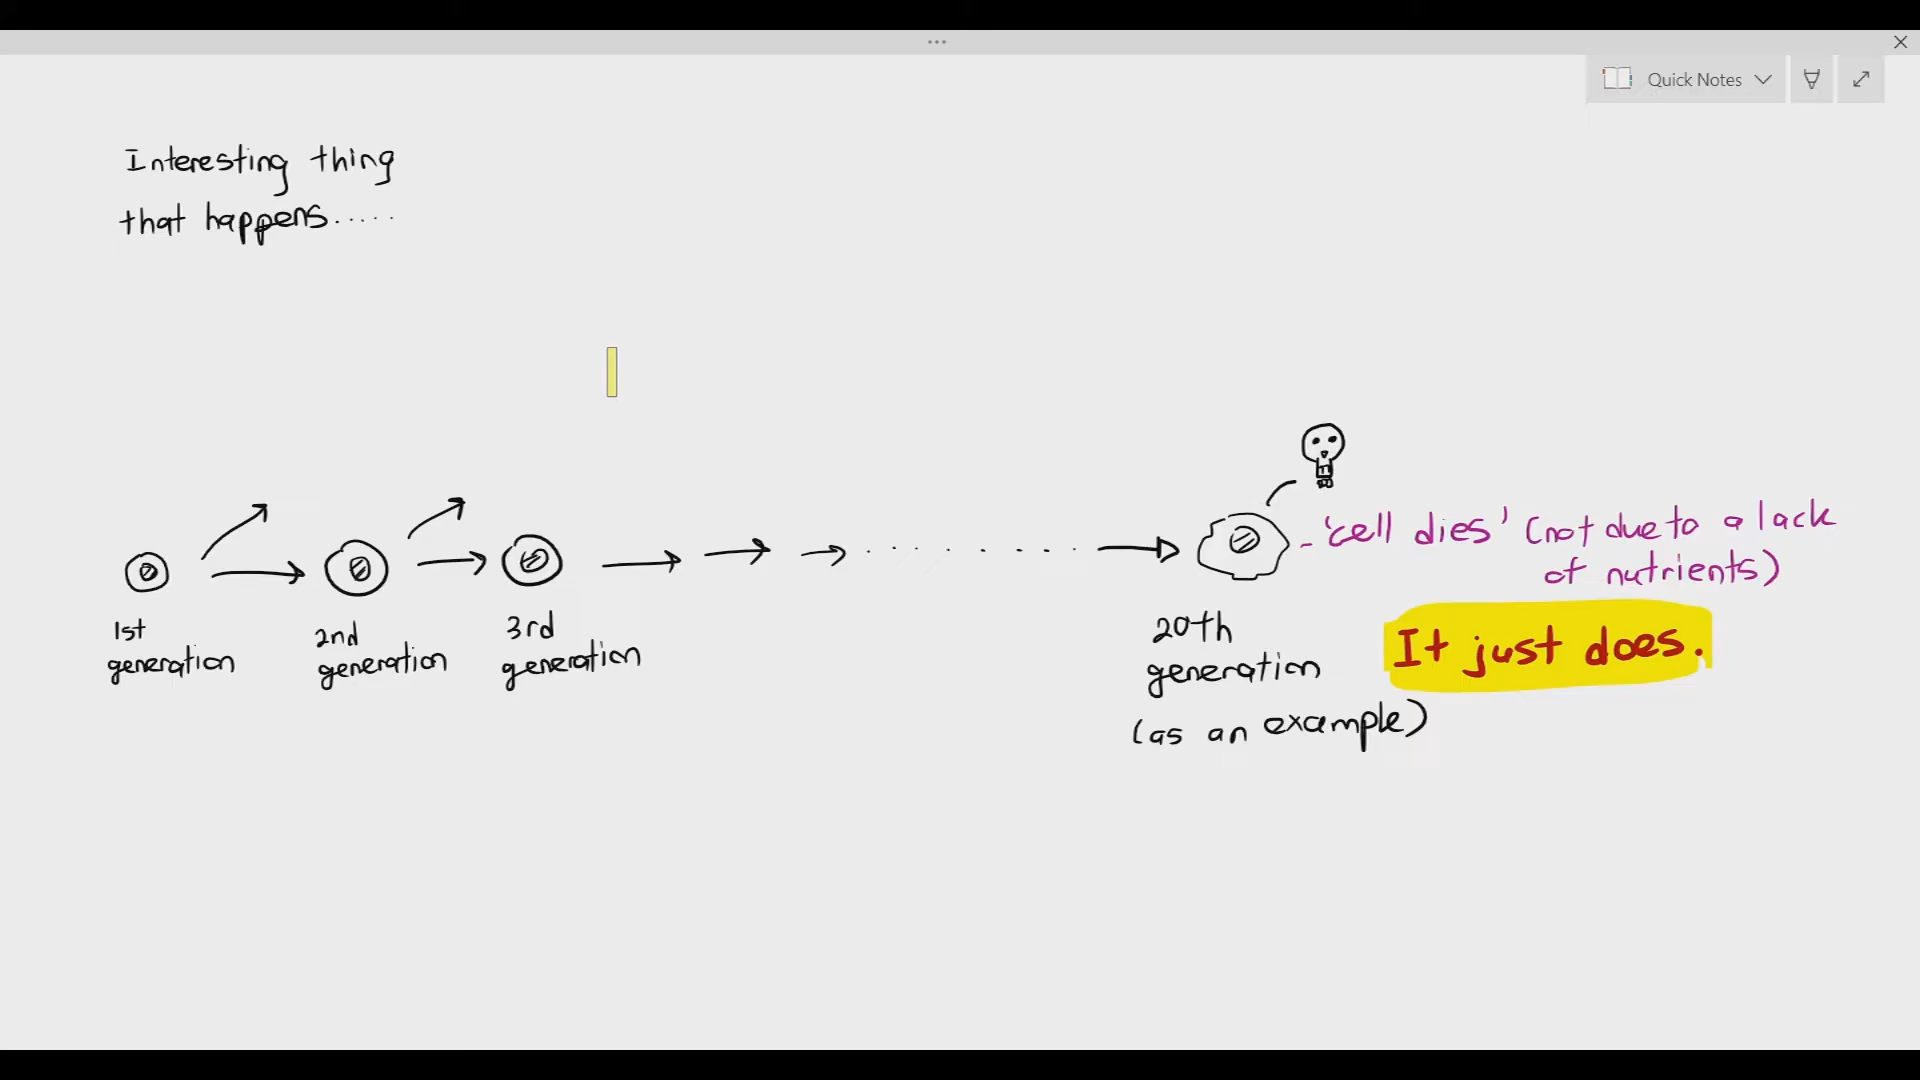 Quick Notes
Interesting thing
that happens.....
- 'cell dies' (not due to a lack
of nutrients)
1st
generation
2nd
generation
3rd
generation
20th
generation
(as an example)
It just does.